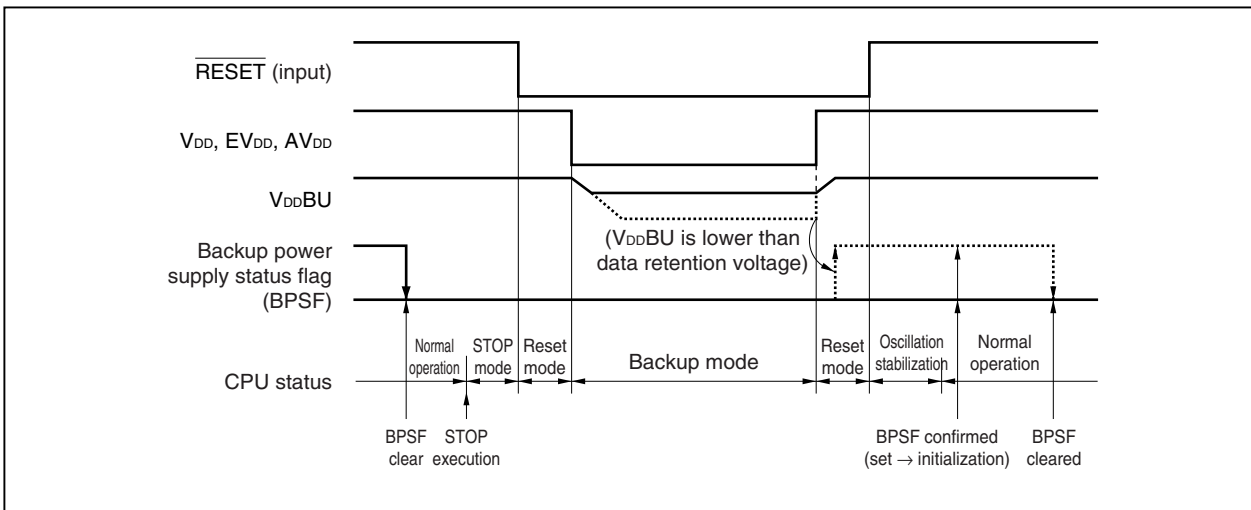 RESET (input)
VDD, EVDD, AVDD
VDDBU
(VDDBU is lower than
data retention voltage)
Backup power
supply status flag
(BPSF)
CPU status
Normal
operation
STOP
mode
Reset
mode
Backup mode
Reset
mode
Oscillation
stabilization
Normal
operation
BPSF
clear
STOP
execution
BPSF confirmed
(set → initialization)
BPSF
cleared